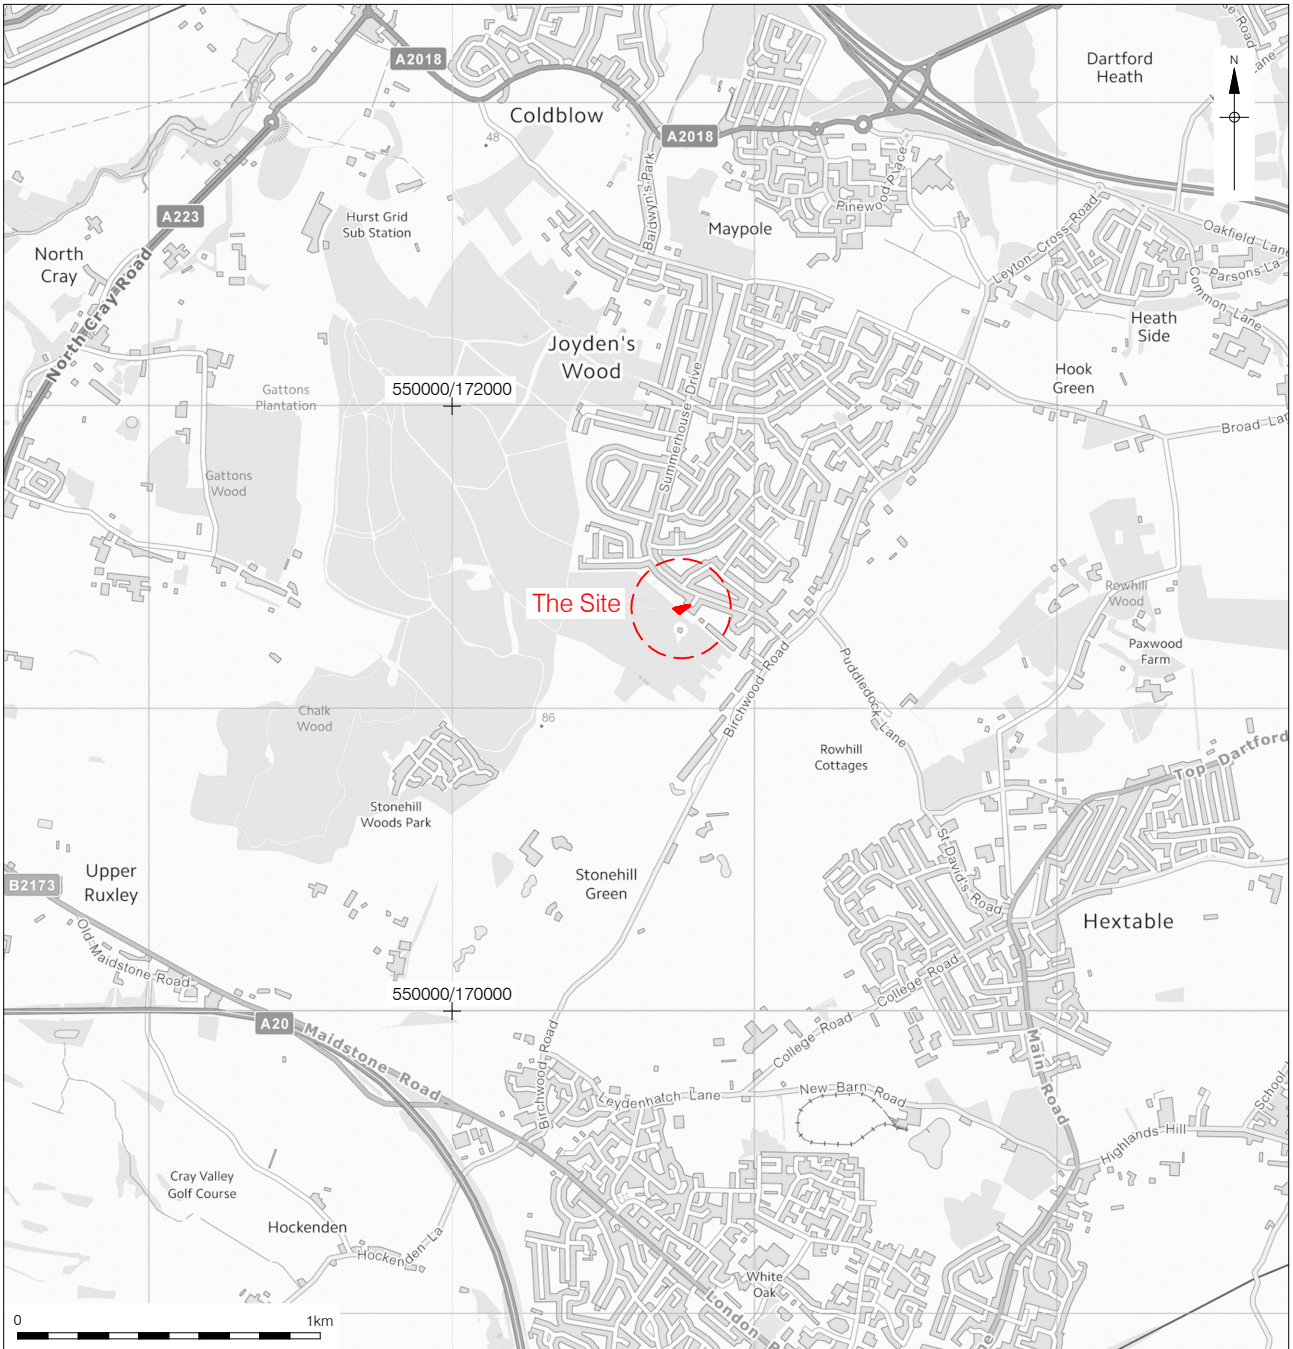 A2018
Dartford
Heath
N
Coldblow
A2018
48
Baldwyn's Park
Pinewood Place
A223
Hurst Grid
Sub Station
Maypole
Leyton Cross Road
Oakfield Lane
Parsons La
Common Lane
North
Cray
North Cray Road
Heath
Side
Joyden's
Wood
Hook
Green
550000/172000
Gattons
Plantation
Summerhouse Drive
Broad Lan
Gattons
Wood
The Site
Rowhill
Wood
Paxwood
Farm
Birchwood Road
Puddledock Lane
Chalk
Wood
86
Rowhill
Cottages
Top Dartford
Stonehill
Woods Park
St David's Road
Upper
Ruxley
B2173
Stonehill
Green
Hextable
Old Maidstone Road
College Road
550000/170000
A20
Maidstone Road
College Road
Main Road
Birchwood Road
Leydenhatch Lane
New Barn Road
School
Highlands Hill
Cray Valley
Golf Course
Hockenden
Hockenden La
White
Oak
London R
0 1km